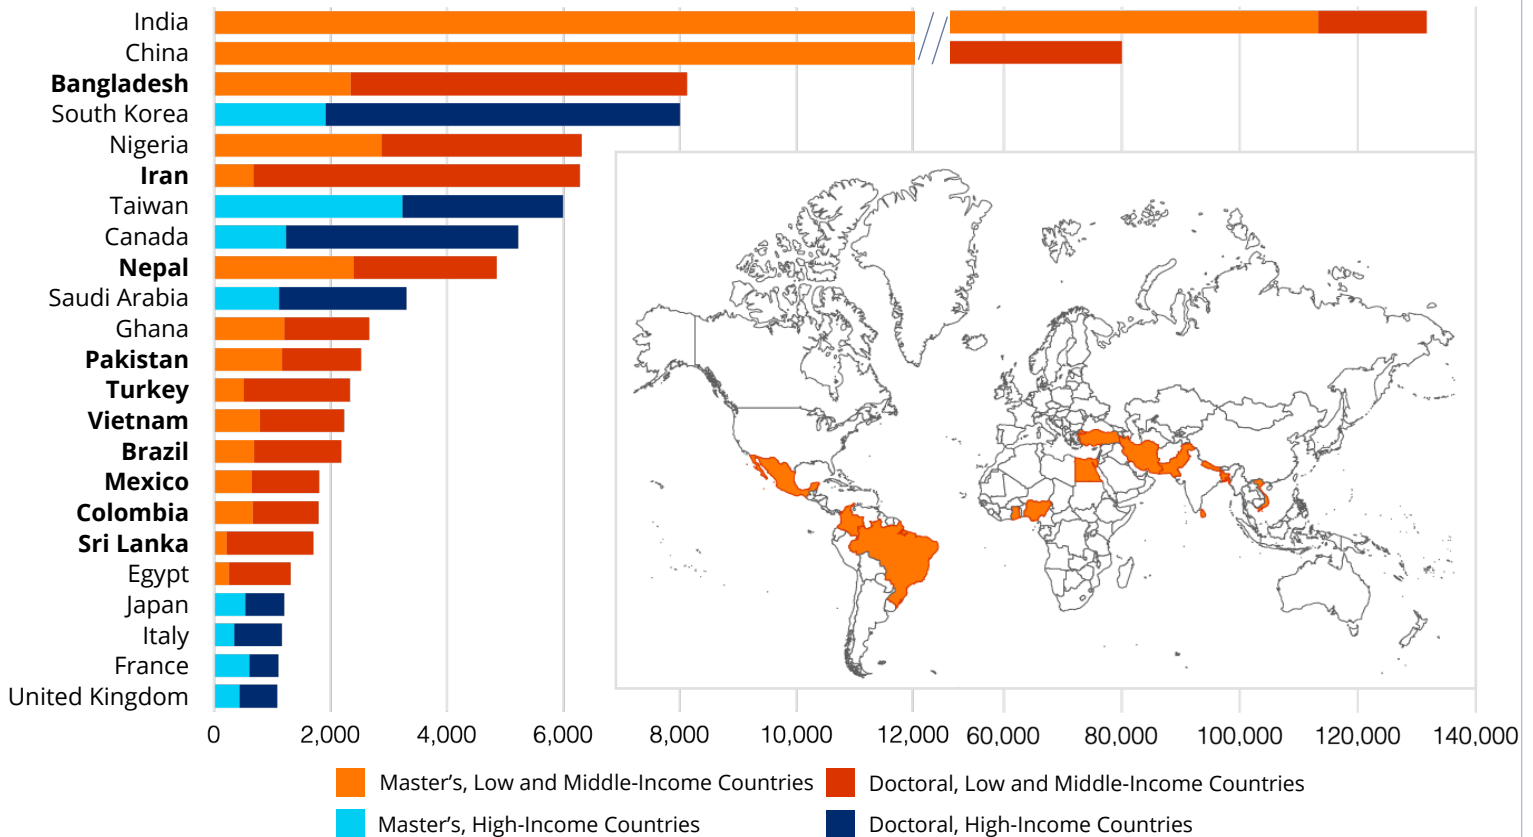 India
China
Bangladesh
South Korea
Nigeria
Iran
Taiwan
Canada
Nepal
Saudi Arabia
Ghana
Pakistan
Turkey
Vietnam
Brazil
Mexico
Colombia
Sri Lanka
Egypt
Japan
Italy
France
United Kingdom
0 2,000 4,000 6,000 8,000 10,000 12,000 60,000 80,000 100,000 120,000 140,000
Master’s, Low and Middle-Income Countries Doctoral, Low and Middle-Income Countries
Master’s, High-Income Countries Doctoral, High-Income Countries